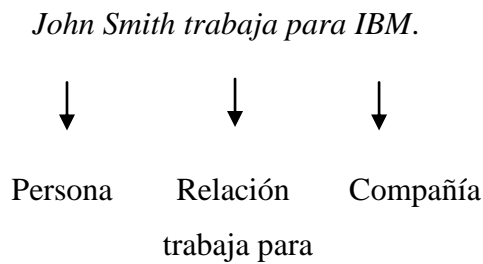 John Smith trabaja para IBM.
Persona Relación Compañía
trabaja para